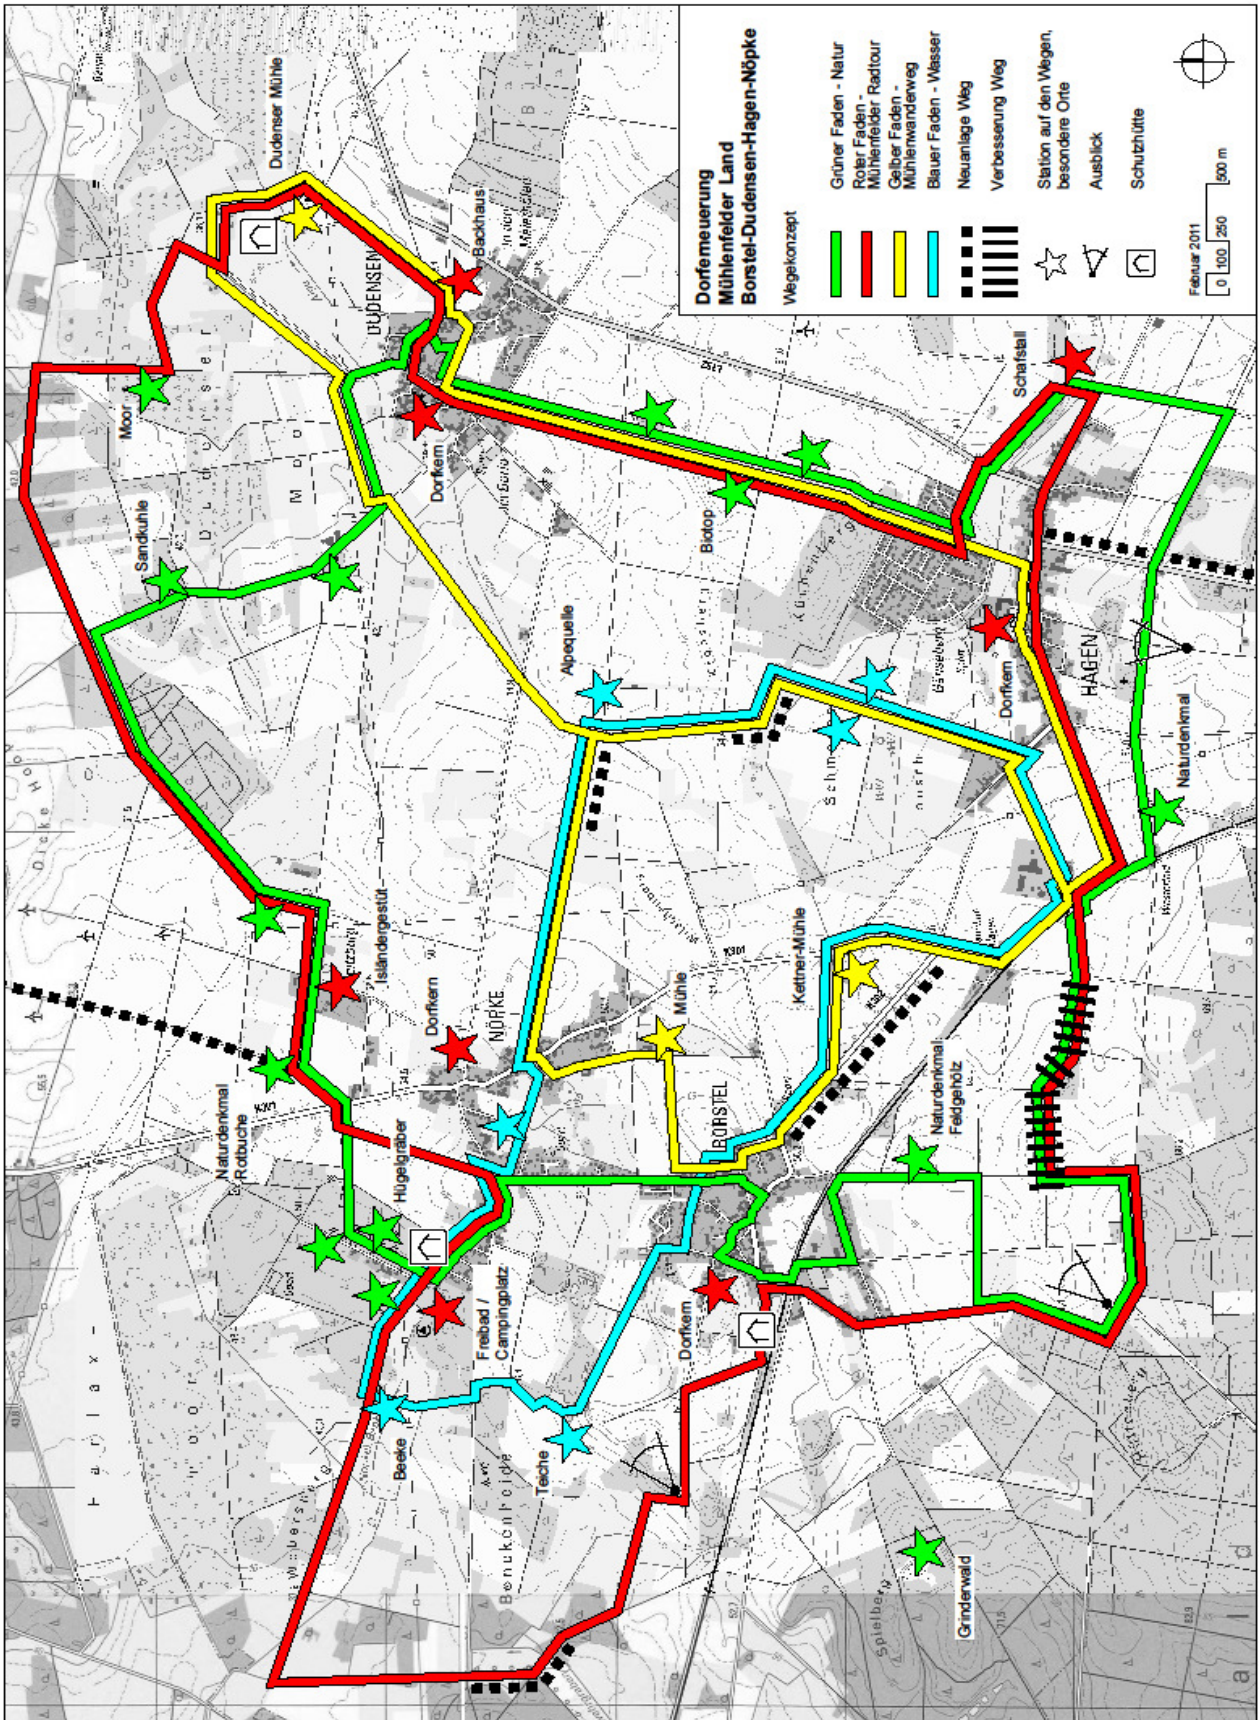 Dorferneuerung
Mühlenfelder Land
Borstel-Dudensen-Hagen-Nöpke
Wegekonzept
Grüner Faden - Natur
Roter Faden -
Mühlenfelder Radtour
Gelber Faden -
Mühlenwanderweg
Blauer Faden - Wasser
Neuanlage Weg
Verbesserung Weg
Station auf den Wegen,
besondere Orte
Ausblick
Schutzhütte
Februar 2011
0 100 250 500 m
Dudenser Mühle
DUDENSEN
Backhaus
Moor
Dorfkern
Sandkuhle
Biotop
Schafstall
Alpequelle
Dorfkern
HAGEN
Naturdenkmal
Isländergestüt
Dorfkern
NÖPKE
Mühle
Kettner-Mühle
Naturdenkmal
Rotbuche
Hügelgräber
BORSTEL
Naturdenkmal
Feldgehölz
Freibad /
Campingplatz
Dorfkern
Beeke
Teiche
Grinderwald
Spielberg
K301